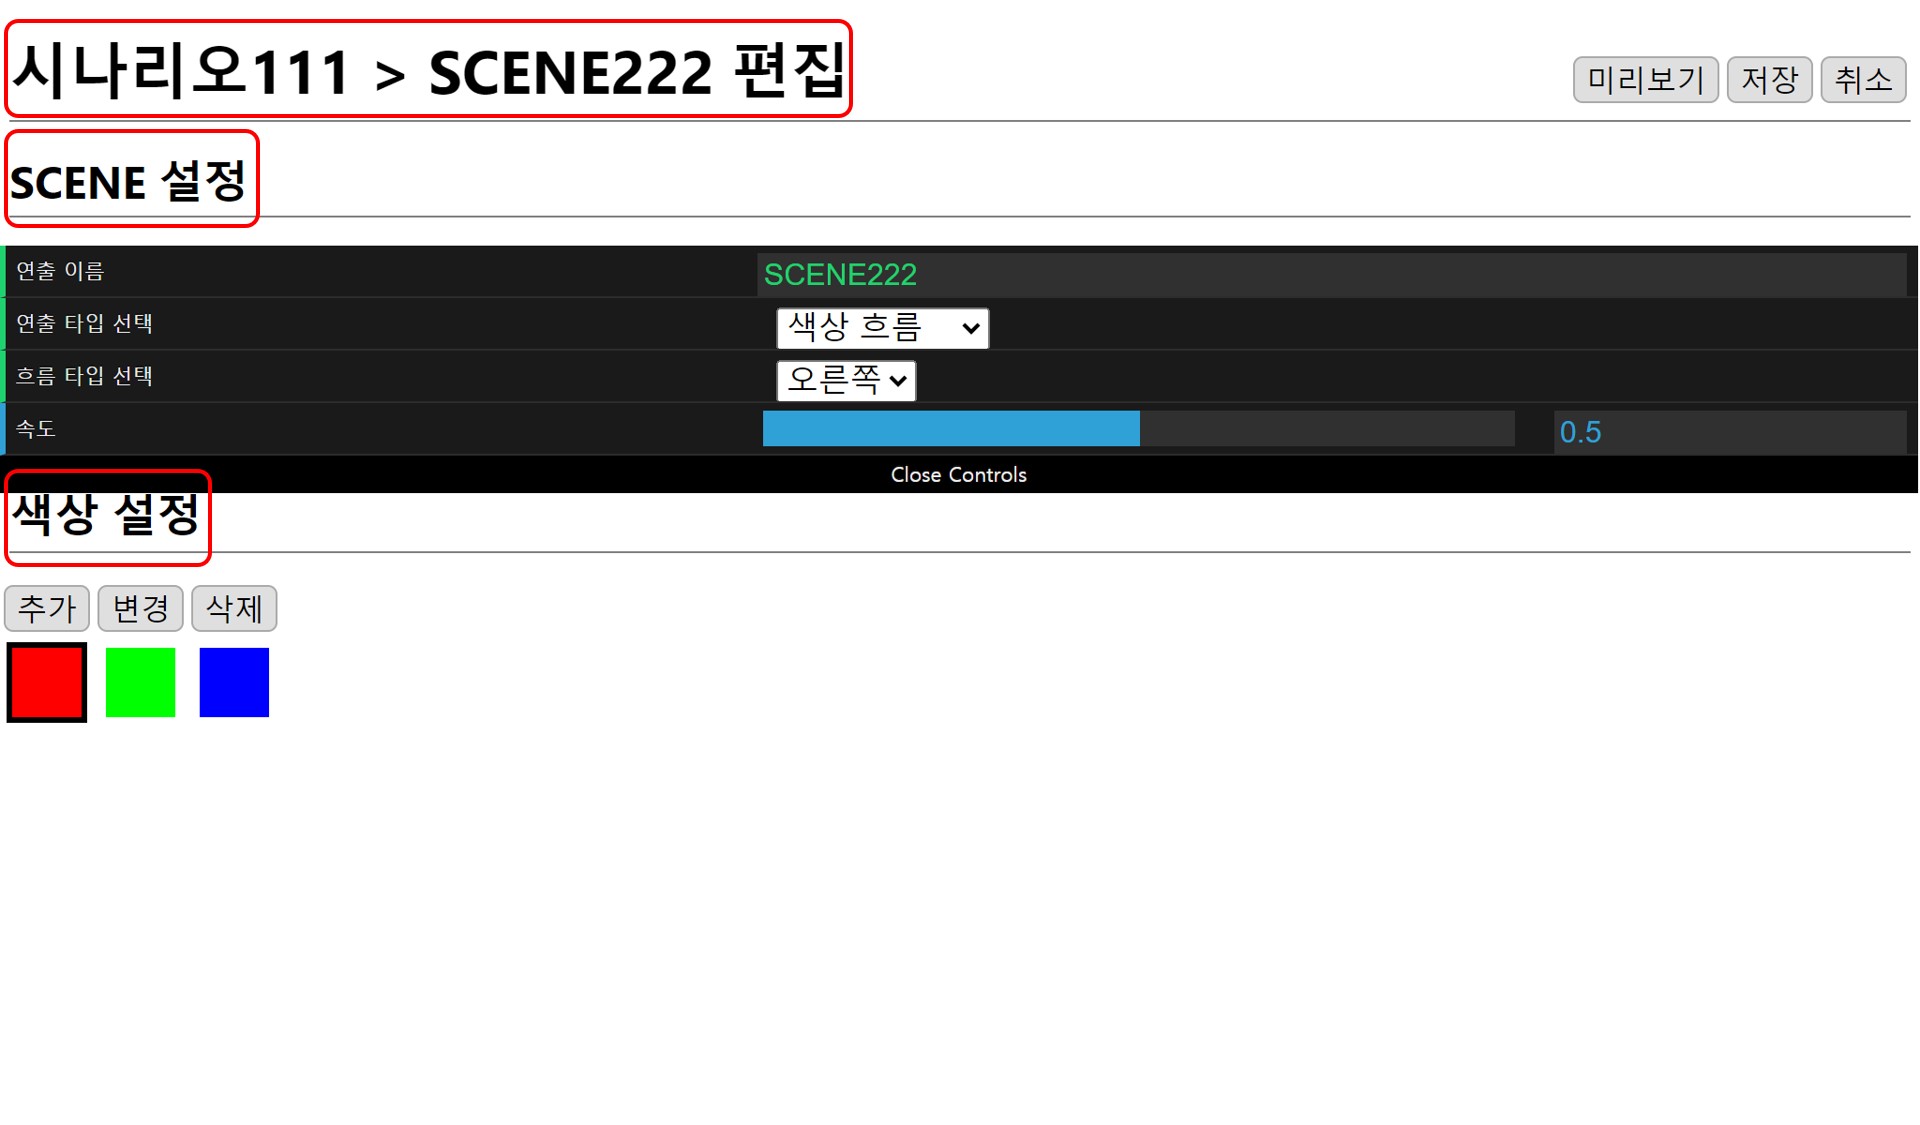 시나리오111 > SCENE222 편집
미리보기 저장 취소
SCENE 설정
연출 이름 SCENE222
연출 타입 선택 색상 흐름
흐름 타입 선택 오른쪽
속도 0.5
Close Controls
색상 설정
추가 변경 삭제